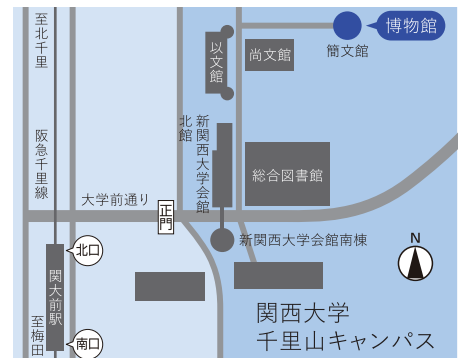 至北千里
阪急千里線
大学前通り
正門
北口
関大前駅
南口
至梅田
以文館
尚文館
簡文館
博物館
新関西大学会館
北館
総合図書館
新関西大学会館南棟
N
関西大学
千里山キャンパス